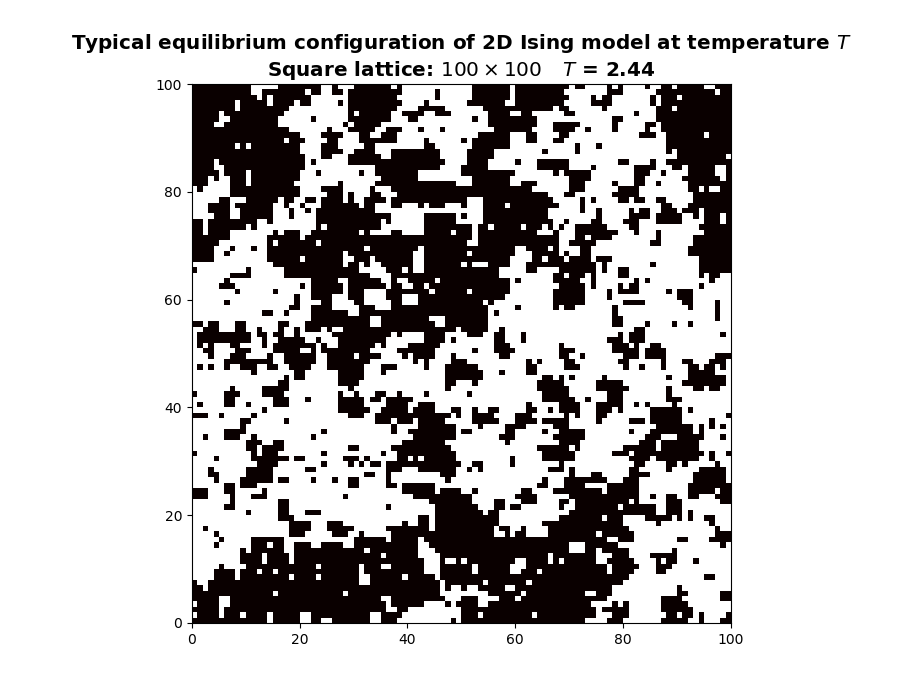 Typical equilibrium configuration of 2D Ising model at temperature T
Square lattice: 100 × 100 T = 2.44
100
80
60
40
20
0
0 20 40 60 80 100